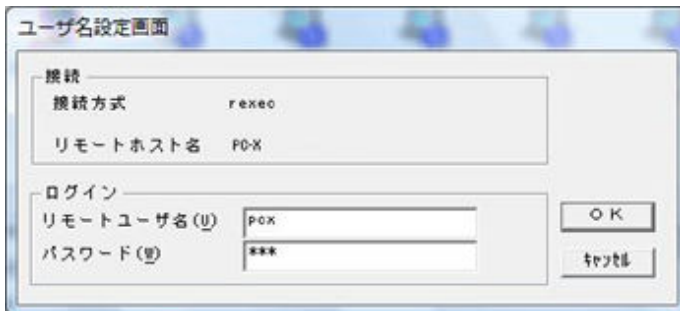 ユーザ名設定画面
接続
接続方式 rexec
リモートホスト名 PC-X
ログイン
リモートユーザ名(U) pcx
パスワード(W) ***
ＯＫ
ｷｬﾝｾﾙ